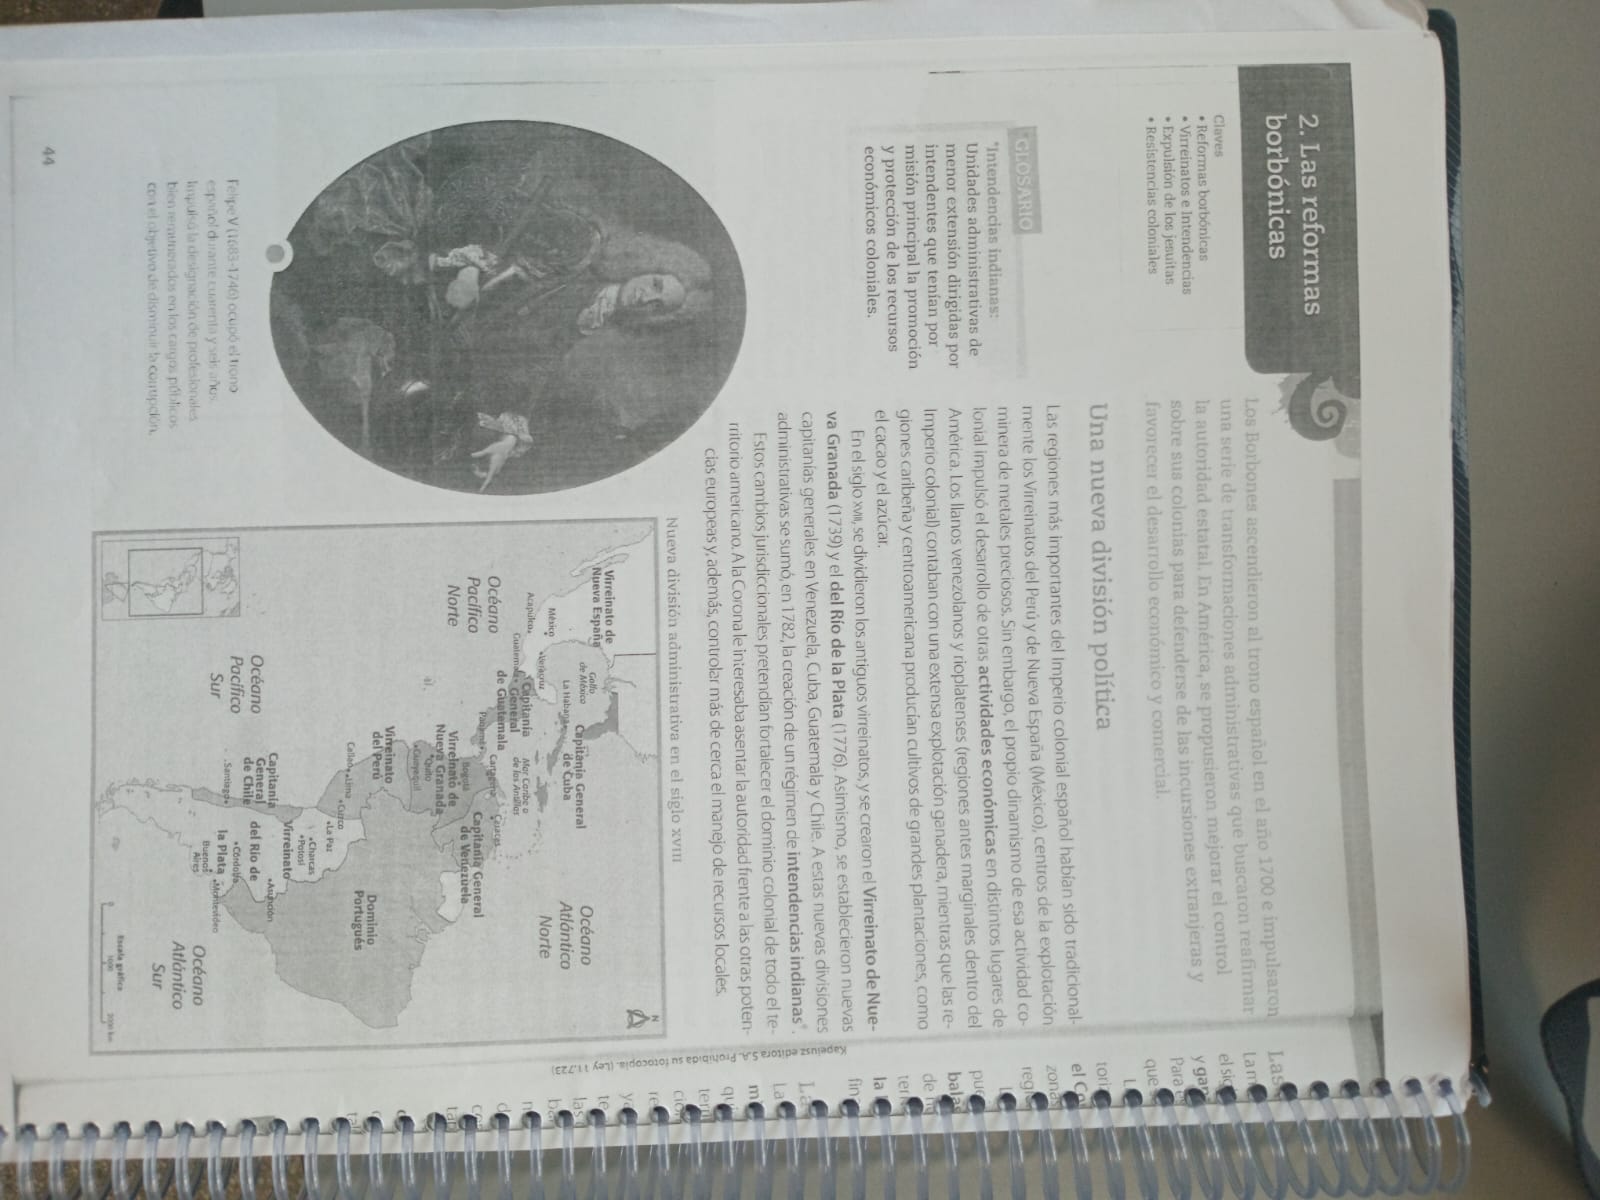 2. Las reformas
borbónicas
Claves
• Reformas borbónicas
• Virreinatos e Intendencias
• Expulsión de los jesuitas
• Resistencias coloniales
Los Borbones ascendieron al trono español en el año 1700 e impulsaron
una serie de transformaciones administrativas que buscaron reafirmar
la autoridad estatal. En América, se propusieron mejorar el control
sobre sus colonias para defenderse de las incursiones extranjeras y
favorecer el desarrollo económico y comercial.
Una nueva división política
Las regiones más importantes del Imperio colonial español habían sido tradicional-
mente los Virreinatos del Perú y de Nueva España (México), centros de la explotación
minera de metales preciosos. Sin embargo, el propio dinamismo de esa actividad co-
lonial impulsó el desarrollo de otras actividades económicas en distintos lugares de
América. Los llanos venezolanos y rioplatenses (regiones antes marginales dentro del
Imperio colonial) contaban con una extensa explotación ganadera, mientras que las re-
giones caribeña y centroamericana producían cultivos de grandes plantaciones, como
el cacao y el azúcar.
En el siglo XVIII, se dividieron los antiguos virreinatos, y se crearon el Virreinato de Nue-
va Granada (1739) y el del Río de la Plata (1776). Asimismo, se establecieron nuevas
capitanías generales en Venezuela, Cuba, Guatemala y Chile. A estas nuevas divisiones
administrativas se sumó, en 1782, la creación de un régimen de intendencias indianas*.
Estos cambios jurisdiccionales pretendían fortalecer el dominio colonial de todo el te-
rritorio americano. A la Corona le interesaba asentar la autoridad frente a las otras poten-
cias europeas y, además, controlar más de cerca el manejo de recursos locales.
GLOSARIO
*Intendencias indianas:
Unidades administrativas de
menor extensión dirigidas por
intendentes que tenían por
misión principal la promoción
y protección de los recursos
económicos coloniales.
Felipe V (1683-1746) ocupó el trono
español durante cuarenta y seis años.
Impulsó la designación de profesionales
bien remunerados en los cargos públicos
con el objetivo de disminuir la corrupción.
Nueva división administrativa en el siglo XVIII
N
Virreinato de
Nueva España
Golfo
de México
México
Veracruz
Acapulco
La Habana
Capitanía General
de Cuba
Guatemala
Capitanía
General
de Guatemala
Mar Caribe o
de las Antillas
Océano
Atlántico
Norte
Océano
Pacífico
Norte
Panamá
Cartagena
Caracas
Capitanía General
de Venezuela
Bogotá
Virreinato de
Nueva Granada
Quito
Guayaquil
Virreinato
del Perú
Callao
Lima
Cuzco
Dominio
Portugués
La Paz
Charcas
Potosí
Virreinato
del Río de
la Plata
Asunción
Capitanía
General
de Chile
Santiago
Córdoba
Buenos
Aires
Montevideo
Océano
Pacífico
Sur
Océano
Atlántico
Sur
Escala gráfica
0 1000 2000 km
Kapelusz editora S.A. Prohibida su fotocopia. (Ley 11.723)
44